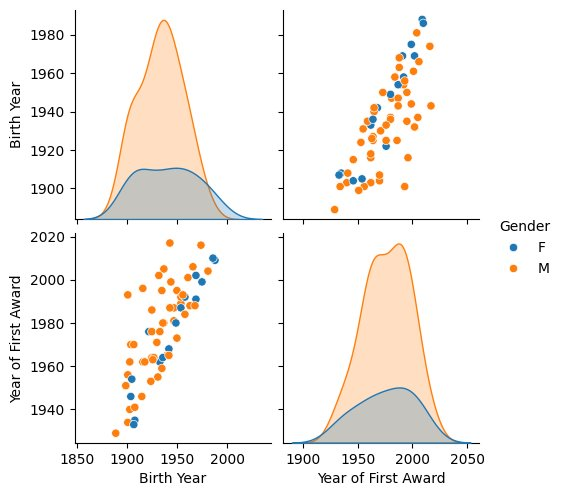 1980
1960
1940
1920
1900
Birth Year
Gender
F
M
2020
2000
1980
1960
1940
Year of First Award
1850
1900
1950
2000
Birth Year
1900
1950
2000
2050
Year of First Award